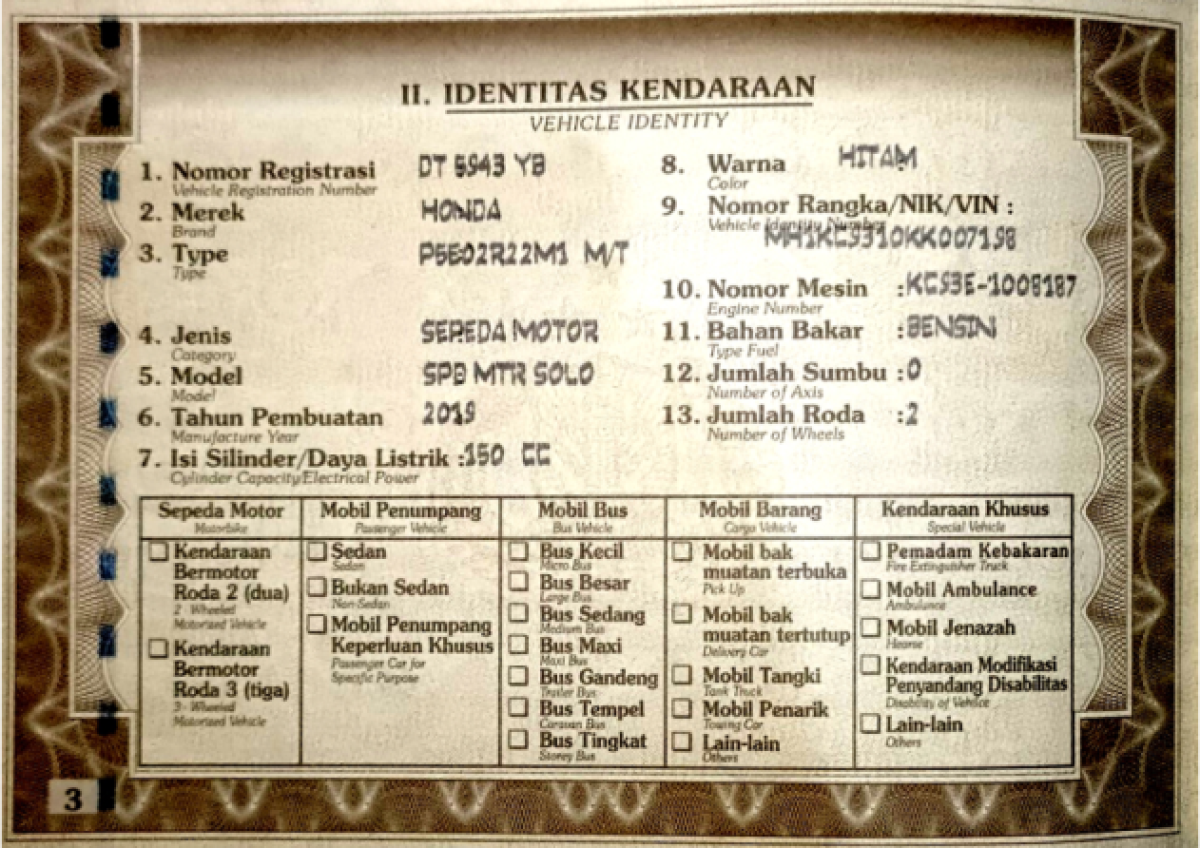 II. IDENTITAS KENDARAAN
VEHICLE IDENTITY
1. Nomor Registrasi DT 5943 YB
Vehicle Registration Number
2. Merek HONDA
Brand
3. Type P5E02R22M1 M/T
Type
4. Jenis SEPEDA MOTOR
Category
5. Model SPD MTR SOLO
Model
6. Tahun Pembuatan 2019
Manufacture Year
7. Isi Silinder/Daya Listrik :150 CC
Cylinder Capacity/Electrical Power
8. Warna HITAM
Color
9. Nomor Rangka/NIK/VIN :
Vehicle Identity Number
MH1KC9310KK007198
10. Nomor Mesin :KC93E-1008187
Engine Number
11. Bahan Bakar :BENSIN
Type Fuel
12. Jumlah Sumbu :0
Number of Axis
13. Jumlah Roda :2
Number of Wheels
Sepeda Motor
Motorbike
Kendaraan
Bermotor
Roda 2 (dua)
2 - Wheeled
Motorized Vehicle
Kendaraan
Bermotor
Roda 3 (tiga)
3 - Wheeled
Motorized Vehicle
Mobil Penumpang
Passenger Vehicle
Sedan
Sedan
Bukan Sedan
Non-Sedan
Mobil Penumpang
Keperluan Khusus
Passenger Car for
Specific Purpose
Mobil Bus
Bus Vehicle
Bus Kecil
Micro Bus
Bus Besar
Large Bus
Bus Sedang
Medium Bus
Bus Maxi
Maxi Bus
Bus Gandeng
Trailer Bus
Bus Tempel
Caravan Bus
Bus Tingkat
Storey Bus
Mobil Barang
Cargo Vehicle
Mobil bak
muatan terbuka
Pick Up
Mobil bak
muatan tertutup
Delivery Car
Mobil Tangki
Tank Truck
Mobil Penarik
Towing Car
Lain-lain
Others
Kendaraan Khusus
Special Vehicle
Pemadam Kebakaran
Fire Extinguisher Truck
Mobil Ambulance
Ambulance
Mobil Jenazah
Hearse
Kendaraan Modifikasi
Penyandang Disabilitas
Disability of Vehicle
Lain-lain
Others
3